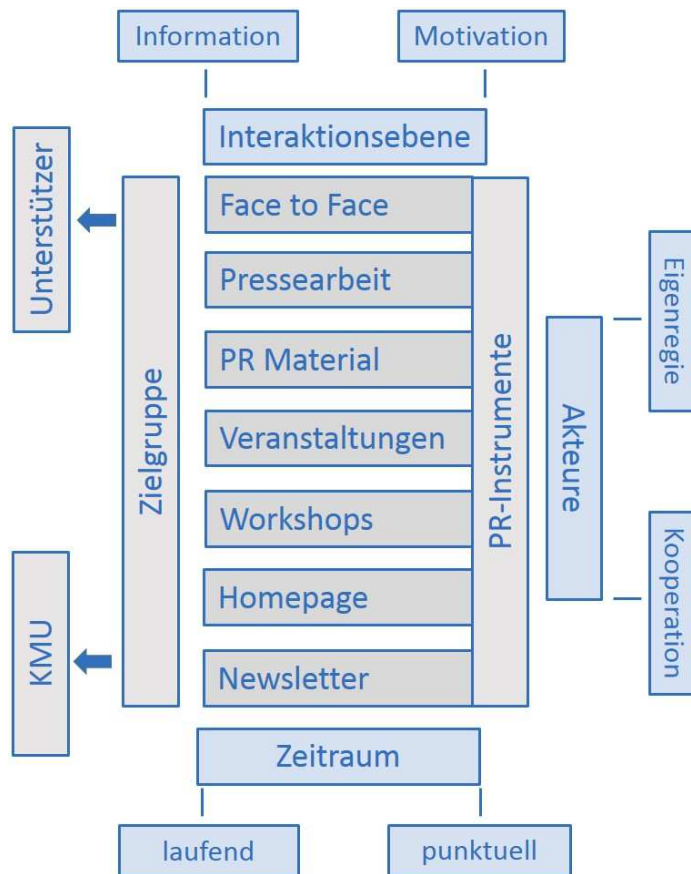 Information
Motivation
Interaktionsebene
Unterstützer
KMU
Zielgruppe
Face to Face
Pressearbeit
PR Material
Veranstaltungen
Workshops
Homepage
Newsletter
PR-Instrumente
Akteure
Eigenregie
Kooperation
Zeitraum
laufend
punktuell